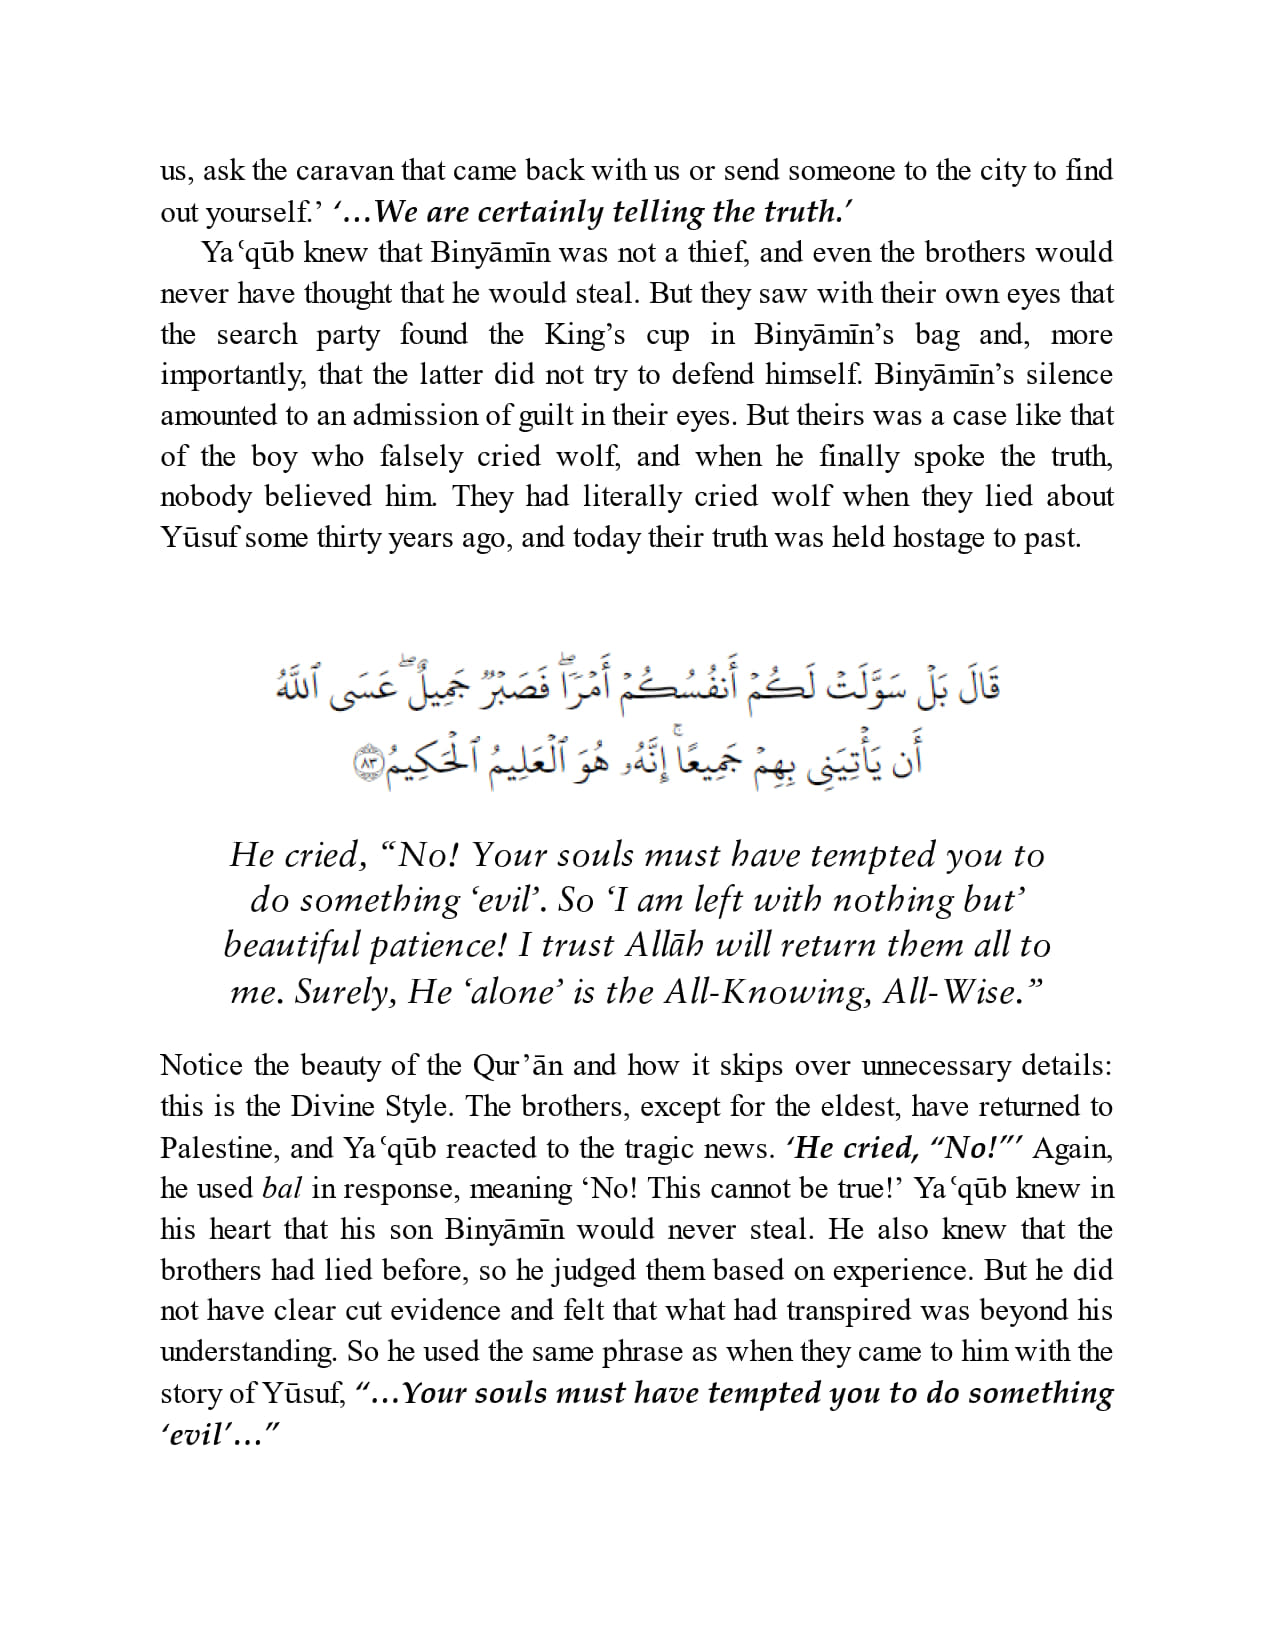 us, ask the caravan that came back with us or send someone to the city to find
out yourself.’ ‘…We are certainly telling the truth.’
Yaʿqūb knew that Binyāmīn was not a thief, and even the brothers would
never have thought that he would steal. But they saw with their own eyes that
the search party found the King’s cup in Binyāmīn’s bag and, more
importantly, that the latter did not try to defend himself. Binyāmīn’s silence
amounted to an admission of guilt in their eyes. But theirs was a case like that
of the boy who falsely cried wolf, and when he finally spoke the truth,
nobody believed him. They had literally cried wolf when they lied about
Yūsuf some thirty years ago, and today their truth was held hostage to past.
قَالَ بَلْ سَوَّلَتْ لَكُمْ أَنفُسُكُمْ أَمْرًاۖ فَصَبْرٌ جَمِيلٌۖ عَسَى ٱللَّهُ
أَن يَأْتِيَنِى بِهِمْ جَمِيعًاۚ إِنَّهُۥ هُوَ ٱلْعَلِيمُ ٱلْحَكِيمُ ٨٣
He cried, “No! Your souls must have tempted you to
do something ‘evil’. So ‘I am left with nothing but’
beautiful patience! I trust Allāh will return them all to
me. Surely, He ‘alone’ is the All-Knowing, All-Wise.”
Notice the beauty of the Qur’ān and how it skips over unnecessary details:
this is the Divine Style. The brothers, except for the eldest, have returned to
Palestine, and Yaʿqūb reacted to the tragic news. ‘He cried, “No!”’ Again,
he used bal in response, meaning ‘No! This cannot be true!’ Yaʿqūb knew in
his heart that his son Binyāmīn would never steal. He also knew that the
brothers had lied before, so he judged them based on experience. But he did
not have clear cut evidence and felt that what had transpired was beyond his
understanding. So he used the same phrase as when they came to him with the
story of Yūsuf, “…Your souls must have tempted you to do something
‘evil’…”